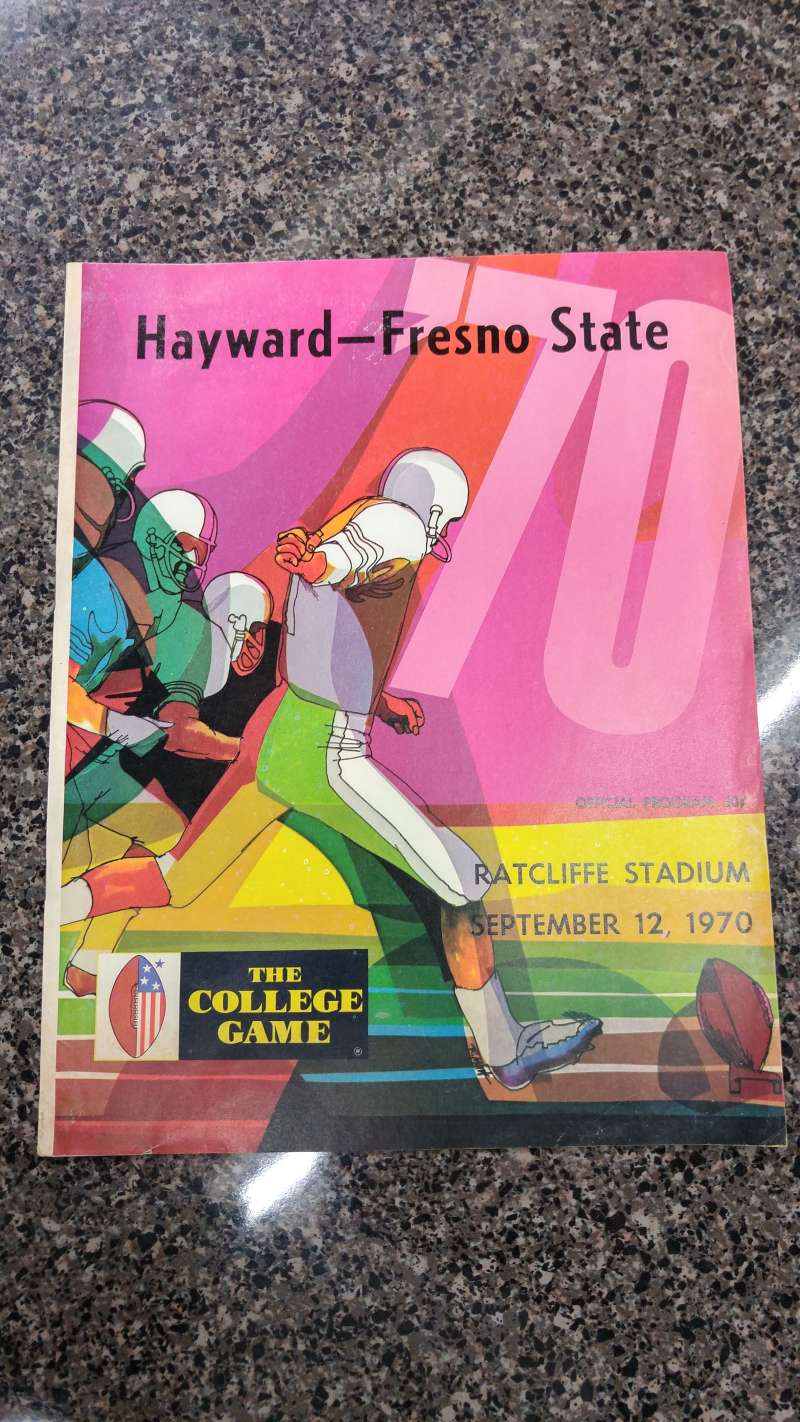 Hayward—Fresno State
'70
OFFICIAL PROGRAM 50¢
RATCLIFFE STADIUM
SEPTEMBER 12, 1970
THE
COLLEGE
GAME
®